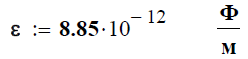 ε := 8.85·10⁻¹² Ф/м